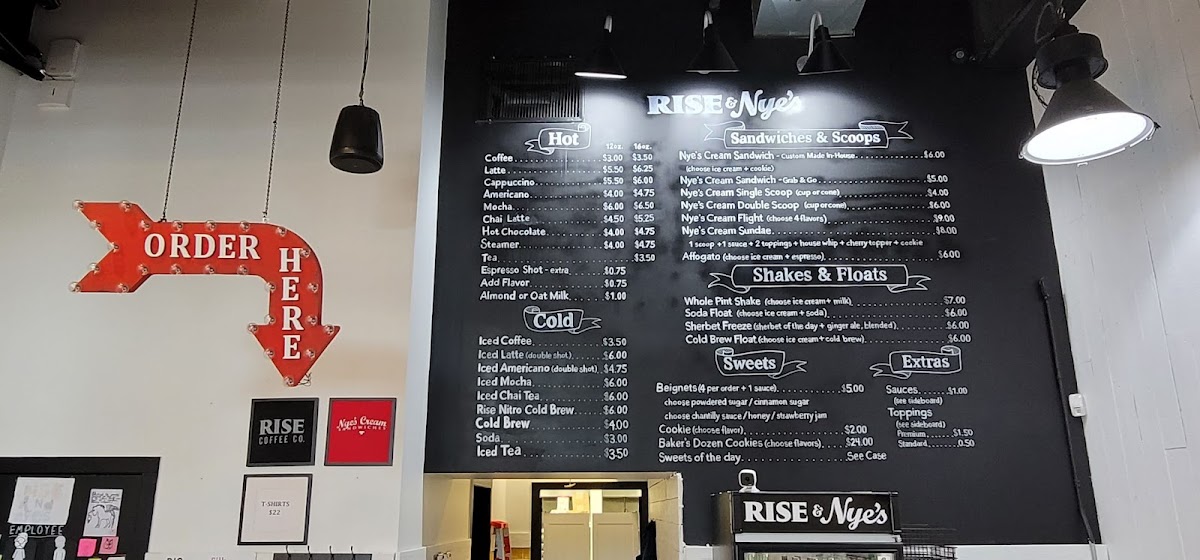 RISE & Nye's
Hot
12oz. 16oz.
Coffee $3.00 $3.50
Latte $5.50 $6.25
Cappuccino $5.50 $6.00
Americano $4.00 $4.75
Mocha $6.00 $6.50
Chai Latte $4.50 $5.25
Hot Chocolate $4.00 $4.75
Steamer $4.00 $4.75
Tea $3.50
Espresso Shot - extra $0.75
Add Flavor $0.75
Almond or Oat Milk $1.00
Cold
Iced Coffee $3.50
Iced Latte (double shot) $6.00
Iced Americano (double shot) $4.75
Iced Mocha $6.00
Iced Chai Tea $6.00
Rise Nitro Cold Brew $6.00
Cold Brew $4.00
Soda $3.00
Iced Tea $3.50
Sandwiches & Scoops
Nye's Cream Sandwich - Custom Made In-House $6.00
(choose ice cream + cookie)
Nye's Cream Sandwich - Grab & Go $5.00
Nye's Cream Single Scoop (cup or cone) $4.00
Nye's Cream Double Scoop (cup or cone) $6.00
Nye's Cream Flight (choose 4 flavors) $9.00
Nye's Cream Sundae $8.00
1 scoop + 1 sauce + 2 toppings + house whip + cherry topper + cookie
Affogato (choose ice cream + espresso) $6.00
Shakes & Floats
Whole Pint Shake (choose ice cream + milk) $7.00
Soda Float (choose ice cream + soda) $6.00
Sherbet Freeze (sherbet of the day + ginger ale, blended) $6.00
Cold Brew Float (choose ice cream + cold brew) $6.00
Sweets
Beignets (4 per order + 1 sauce) $5.00
choose powdered sugar / cinnamon sugar
choose chantilly sauce / honey / strawberry jam
Cookie (choose flavor) $2.00
Baker's Dozen Cookies (choose flavors) $24.00
Sweets of the day See Case
Extras
Sauces $1.00
(see sideboard)
Toppings
(see sideboard)
Premium $1.50
Standard 0.50
ORDER
HERE
RISE
COFFEE CO.
Nye's Cream
SANDWICHES
T-SHIRTS
$22
EMPLOYEE
RISE & Nye's